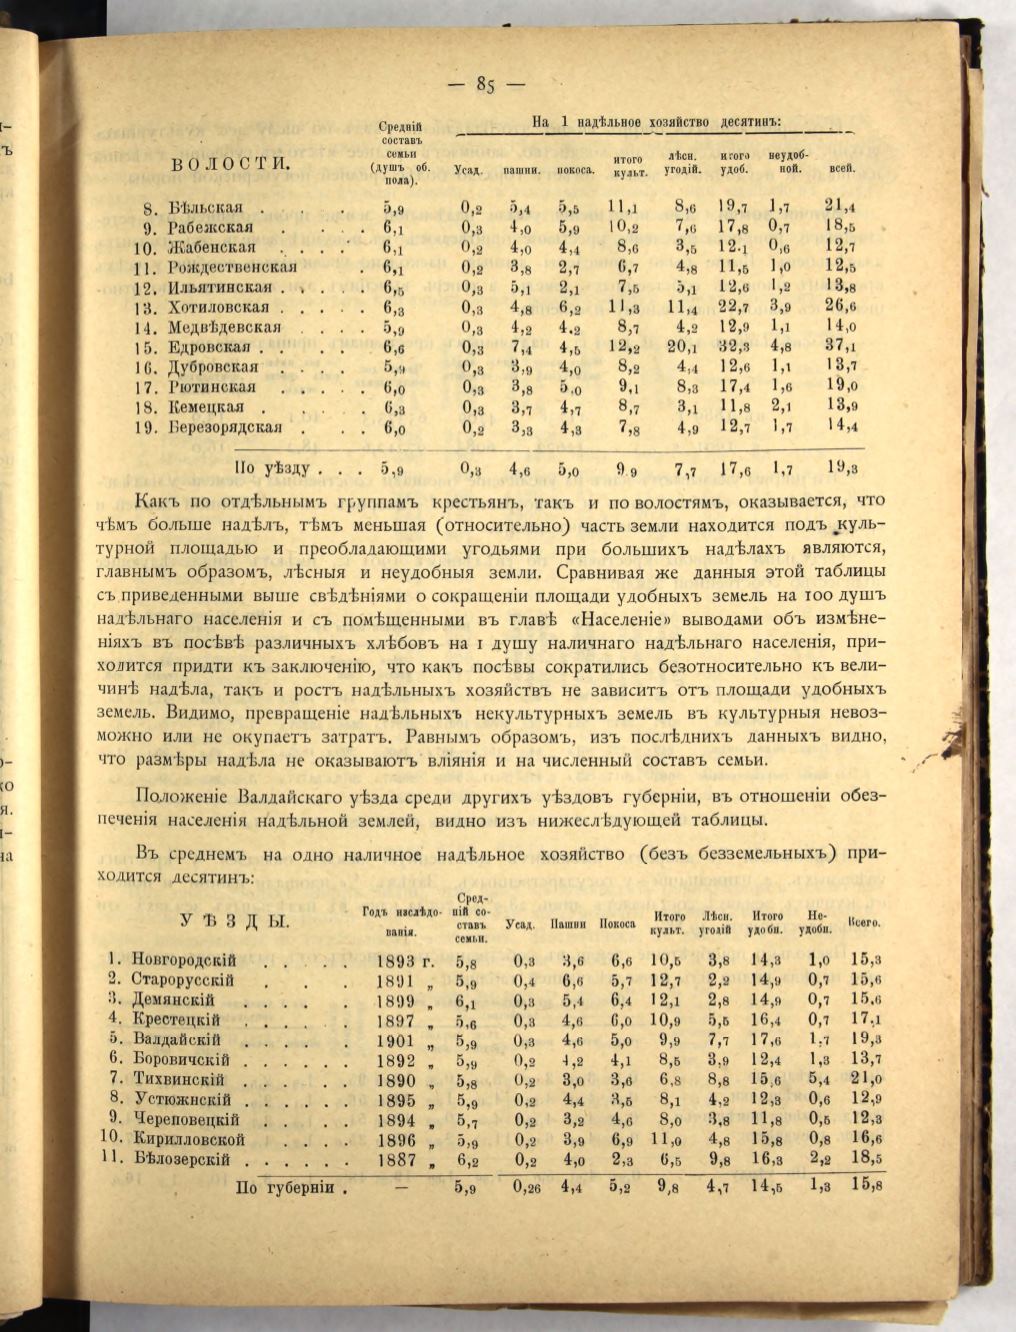 — 85 —
ВОЛОСТИ. Средній составъ семьи (душъ об. пола). На 1 надѣльное хозяйство десятинъ:
Усад. пашни. покоса. итого культ. лѣсн. угодій. итого удоб. неудоб-ной. всей.
8. Бѣльская . . . . 5,9 0,2 5,4 5,5 11,1 8,6 19,7 1,7 21,4
9. Рабежская . . . . 6,1 0,3 4,0 5,9 10,2 7,6 17,8 0,7 18,5
10. Жабенская . . . . . 6,1 0,2 4,0 4,4 8,6 3,5 12,1 0,6 12,7
11. Рождественская . 6,1 0,2 3,8 2,7 6,7 4,8 11,5 1,0 12,5
12. Ильятинская . . . . . 6,5 0,3 5,1 2,1 7,5 5,1 12,6 1,2 13,8
13. Хотиловская . . . . . 6,3 0,3 4,8 6,2 11,3 11,4 22,7 3,9 26,6
14. Медвѣдевская . . . . 5,9 0,3 4,2 4.2 8,7 4,2 12,9 1,1 14,0
15. Едровская . . . . 6,6 0,3 7,4 4,5 12,2 20,1 32,3 4,8 37,1
16. Дубровская . . . . 5,9 0,3 3,9 4,0 8,2 4,4 12,6 1,1 13,7
17. Рютинская . . . . . 6,0 0,3 3,8 5,0 9,1 8,3 17,4 1,6 19,0
18. Кемецкая . . . . 6,3 0,3 3,7 4,7 8,7 3,1 11,8 2,1 13,9
19. Березорядская . . . . 6,0 0,2 3,3 4,3 7,8 4,9 12,7 1,7 14,4
По уѣзду . . . 5,9 0,3 4,6 5,0 9 9 7,7 17,6 1,7 19,3
Какъ по отдѣльнымъ группамъ крестьянъ, такъ и по волостямъ, оказывается, что
чѣмъ больше надѣлъ, тѣмъ меньшая (относительно) часть земли находится подъ куль-
турной площадью и преобладающими угодьями при большихъ надѣлахъ являются,
главнымъ образомъ, лѣсныя и неудобныя земли. Сравнивая же данныя этой таблицы
съ приведенными выше свѣдѣніями о сокращеніи площади удобныхъ земель на 100 душъ
надѣльнаго населенія и съ помѣщенными въ главѣ «Населеніе» выводами объ измѣне-
ніяхъ въ посѣвѣ различныхъ хлѣбовъ на 1 душу наличнаго надѣльнаго населенія, при-
ходится придти къ заключенію, что какъ посѣвы сократились безотносительно къ вели-
чинѣ надѣла, такъ и ростъ надѣльныхъ хозяйствъ не зависитъ отъ площади удобныхъ
земель. Видимо, превращеніе надѣльныхъ некультурныхъ земель въ культурныя невоз-
можно или не окупаетъ затратъ. Равнымъ образомъ, изъ послѣднихъ данныхъ видно,
что размѣры надѣла не оказываютъ вліянія и на численный составъ семьи.
Положеніе Валдайскаго уѣзда среди другихъ уѣздовъ губерніи, въ отношеніи обез-
печенія населенія надѣльной землей, видно изъ нижеслѣдующей таблицы.
Въ среднемъ на одно наличное надѣльное хозяйство (безъ безземельныхъ) при-
ходится десятинъ:
УѢЗДЫ. Годъ изслѣдо-ванія. Сред-ній со-ставъ семьи. Усад. Пашни Покоса Итого культ. Лѣсн. угодій Итого удобн. Не-удобн. Всего.
1. Новгородскій . . . . . 1893 г. 5,8 0,3 3,6 6,6 10,5 3,8 14,3 1,0 15,3
2. Старорусскій . . . 1891 „ 5,9 0,4 6,6 5,7 12,7 2,2 14,9 0,7 15,6
3. Демянскій . . . . . 1899 „ 6,1 0,3 5,4 6,4 12,1 2,8 14,9 0,7 15,6
4. Крестецкій . . . . . 1897 „ 5,6 0,3 4,6 6,0 10,9 5,5 16,4 0,7 17,1
5. Валдайскій . . . . . 1901 „ 5,9 0,3 4,6 5,0 9,9 7,7 17,6 1,7 19,3
6. Боровичскій . . . . . . 1892 „ 5,9 0,2 4,2 4,1 8,5 3,9 12,4 1,3 13,7
7. Тихвинскій . . . . . . 1890 „ 5,8 0,2 3,0 3,6 6,8 8,8 15,6 5,4 21,0
8. Устюжнскій . . . . . . 1895 „ 5,9 0,2 4,4 3,5 8,1 4,2 12,3 0,6 12,9
9. Череповецкій . . . . . 1894 „ 5,7 0,2 3,2 4,6 8,0 3,8 11,8 0,5 12,3
10. Кирилловской . . . . 1896 „ 5,9 0,2 3,9 6,9 11,0 4,8 15,8 0,8 16,6
11. Бѣлозерскій . . . . . . 1887 „ 6,2 0,2 4,0 2,3 6,5 9,8 16,3 2,2 18,5
По губерніи . — 5,9 0,26 4,4 5,2 9,8 4,7 14,5 1,3 15,8